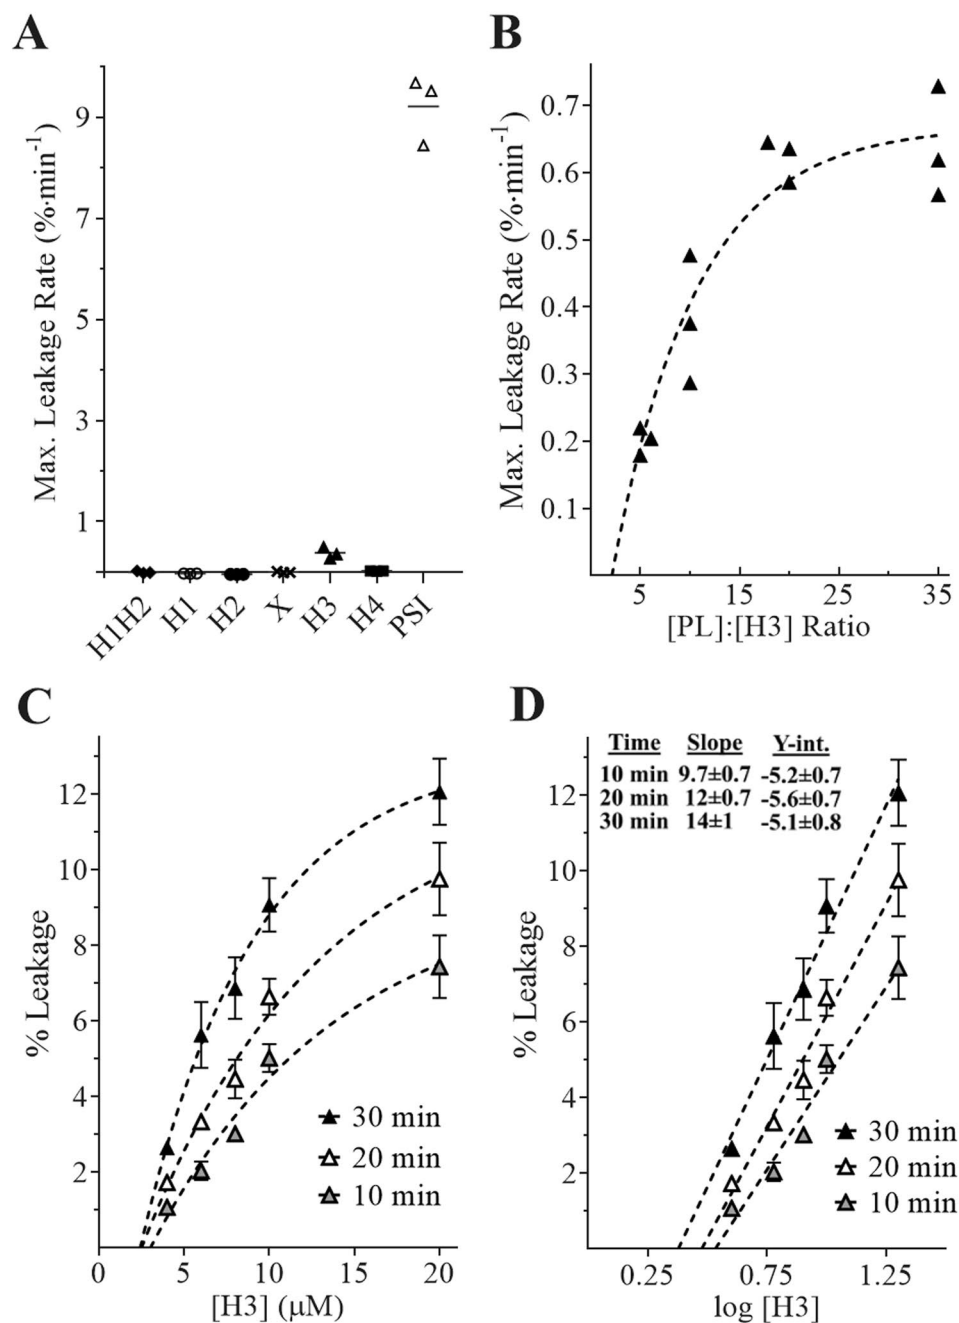 A
Max. Leakage Rate (%·min⁻¹)
9
7
5
3
1
H1H2
H1
H2
X
H3
H4
PSI
B
Max. Leakage Rate (%·min⁻¹)
0.7
0.6
0.5
0.4
0.3
0.2
0.1
5
15
25
35
[PL]:[H3] Ratio
C
% Leakage
12
10
8
6
4
2
30 min
20 min
10 min
0
5
10
15
20
[H3] (μM)
D
Time Slope Y-int.
10 min 9.7±0.7 -5.2±0.7
20 min 12±0.7 -5.6±0.7
30 min 14±1 -5.1±0.8
% Leakage
12
10
8
6
4
2
30 min
20 min
10 min
0.25
0.75
1.25
log [H3]